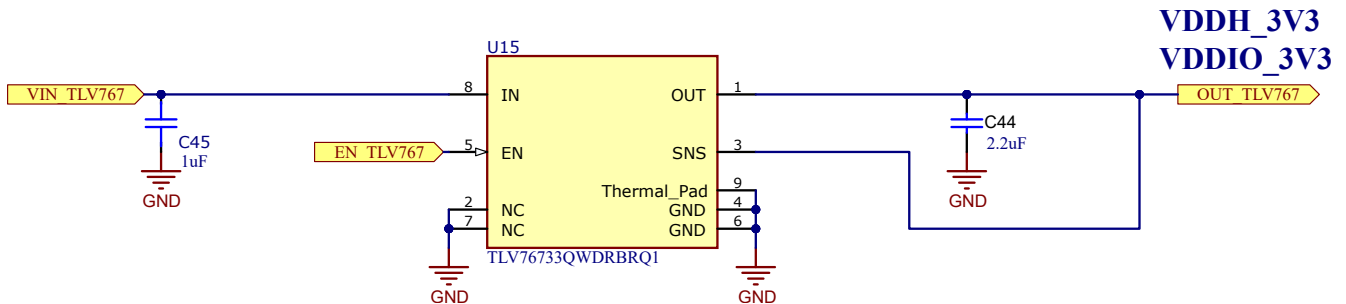 VDDH_3V3
VDDIO_3V3
U15
VIN_TLV767
8
IN
OUT
1
OUT_TLV767
C45
1uF
C44
2.2uF
EN_TLV767
5
EN
SNS
3
GND
Thermal_Pad
9
GND
2
NC
GND
4
7
NC
GND
6
TLV76733QWDRBRQ1
GND
GND